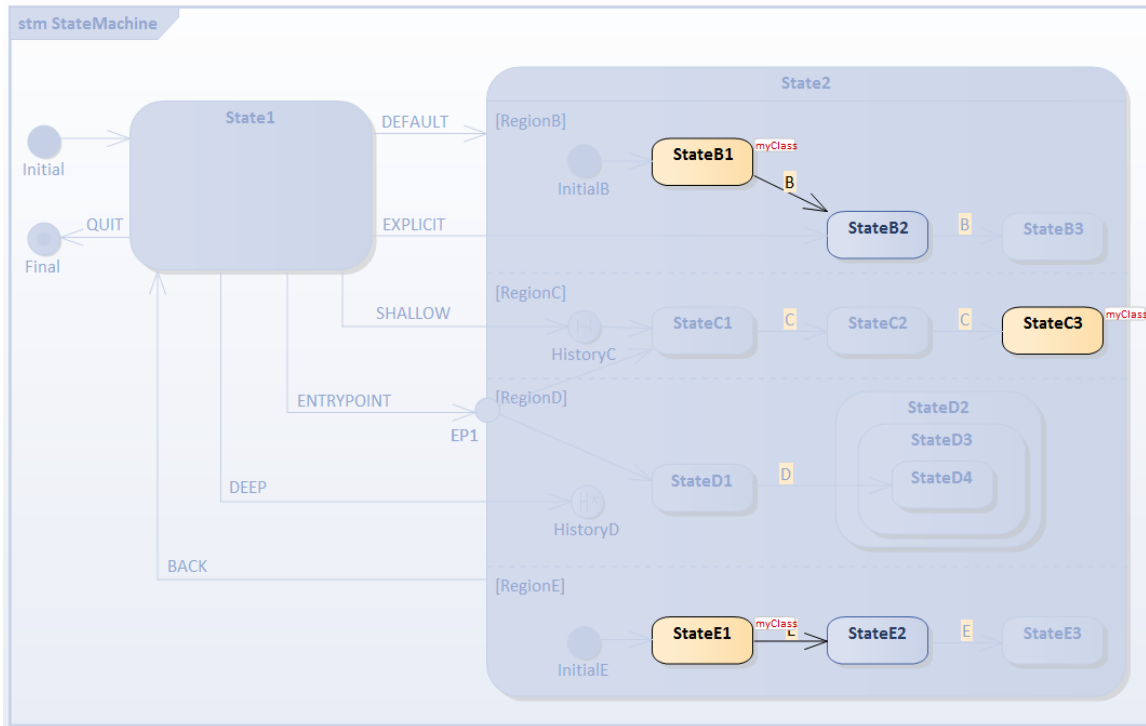 stm StateMachine
State2
State1
DEFAULT
[RegionB]
Initial
StateB1
myClass
InitialB
B
QUIT
EXPLICIT
StateB2
B
StateB3
Final
[RegionC]
SHALLOW
HistoryC
StateC1
C
StateC2
C
StateC3
myClass
ENTRYPOINT
[RegionD]
EP1
StateD2
StateD3
StateD1
D
StateD4
DEEP
H*
HistoryD
BACK
[RegionE]
StateE1
myClass
E
StateE2
E
StateE3
InitialE